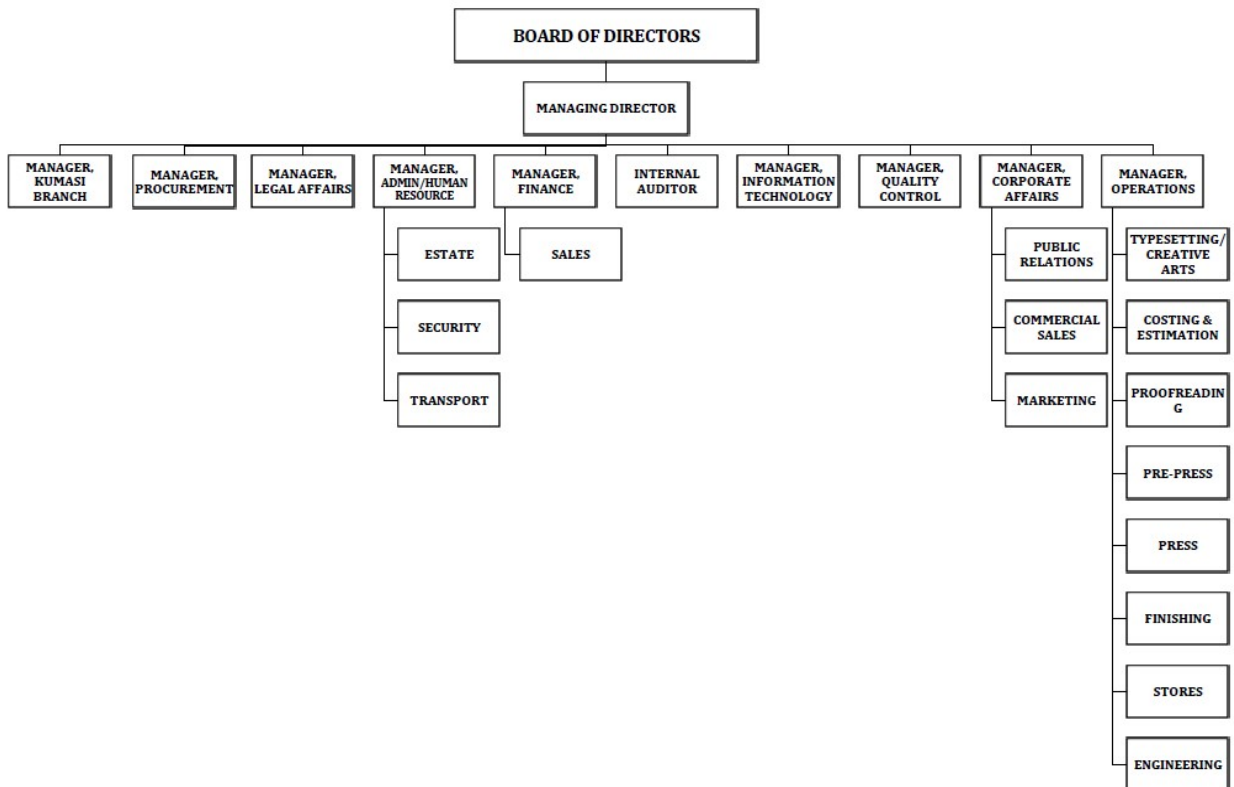 BOARD OF DIRECTORS
MANAGING DIRECTOR
MANAGER,
KUMASI
BRANCH
MANAGER,
PROCUREMENT
MANAGER,
LEGAL AFFAIRS
MANAGER,
ADMIN/HUMAN
RESOURCE
MANAGER,
FINANCE
INTERNAL
AUDITOR
MANAGER,
INFORMATION
TECHNOLOGY
MANAGER,
QUALITY
CONTROL
MANAGER,
CORPORATE
AFFAIRS
MANAGER,
OPERATIONS
ESTATE
SECURITY
TRANSPORT
SALES
PUBLIC
RELATIONS
COMMERCIAL
SALES
MARKETING
TYPESETTING/
CREATIVE
ARTS
COSTING &
ESTIMATION
PROOFREADIN
G
PRE-PRESS
PRESS
FINISHING
STORES
ENGINEERING